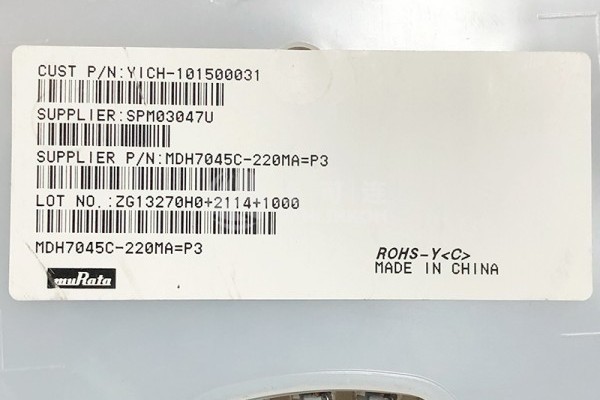 CUST P/N:YICH-101500031
SUPPLIER:SPM03047U
SUPPLIER P/N:MDH7045C-220MA=P3
LOT NO.:ZG13270H0+2114+1000
MDH7045C-220MA=P3
ROHS-Y<C>
MADE IN CHINA
muRata